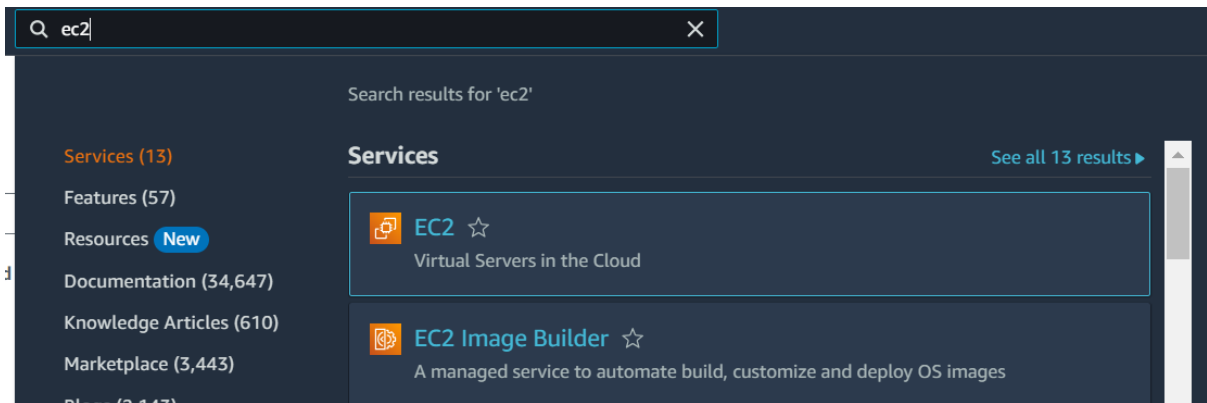 ec2
Search results for 'ec2'
Services (13)
Features (57)
Resources New
Documentation (34,647)
Knowledge Articles (610)
Marketplace (3,443)
Services
See all 13 results
EC2
Virtual Servers in the Cloud
EC2 Image Builder
A managed service to automate build, customize and deploy OS images